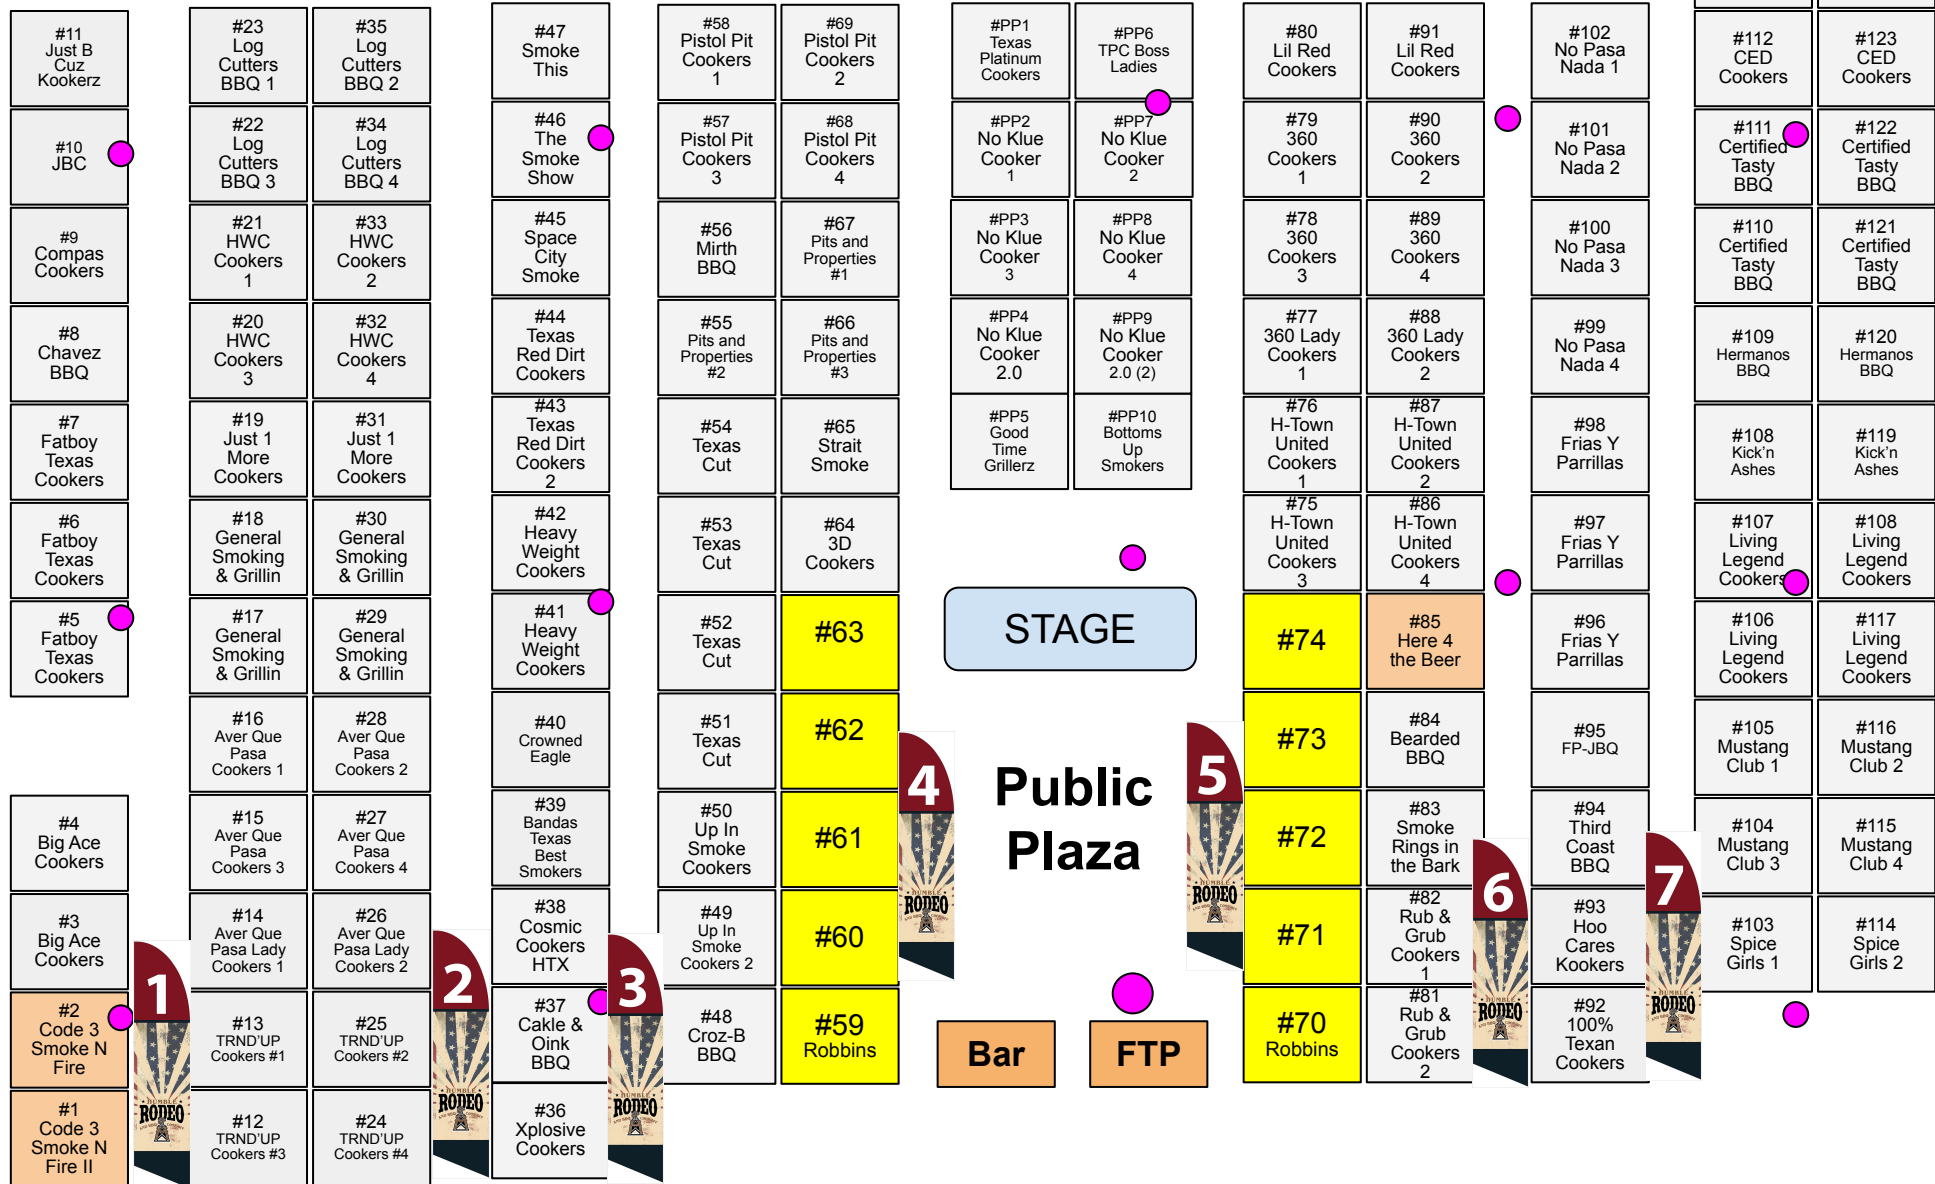 #11
Just B
Cuz
Kookerz
#10
JBC
#9
Compas
Cookers
#8
Chavez
BBQ
#7
Fatboy
Texas
Cookers
#6
Fatboy
Texas
Cookers
#5
Fatboy
Texas
Cookers
#4
Big Ace
Cookers
#3
Big Ace
Cookers
#2
Code 3
Smoke N
Fire
#1
Code 3
Smoke N
Fire II
1
HUMBLE
RODEO
#23
Log
Cutters
BBQ 1
#22
Log
Cutters
BBQ 3
#21
HWC
Cookers
1
#20
HWC
Cookers
3
#19
Just 1
More
Cookers
#18
General
Smoking
& Grillin
#17
General
Smoking
& Grillin
#16
Aver Que
Pasa
Cookers 1
#15
Aver Que
Pasa
Cookers 3
#14
Aver Que
Pasa Lady
Cookers 1
#13
TRND'UP
Cookers #1
#12
TRND'UP
Cookers #3
#35
Log
Cutters
BBQ 2
#34
Log
Cutters
BBQ 4
#33
HWC
Cookers
2
#32
HWC
Cookers
4
#31
Just 1
More
Cookers
#30
General
Smoking
& Grillin
#29
General
Smoking
& Grillin
#28
Aver Que
Pasa
Cookers 2
#27
Aver Que
Pasa
Cookers 4
#26
Aver Que
Pasa Lady
Cookers 2
#25
TRND'UP
Cookers #2
#24
TRND'UP
Cookers #4
2
HUMBLE
RODEO
#47
Smoke
This
#46
The
Smoke
Show
#45
Space
City
Smoke
#44
Texas
Red Dirt
Cookers
#43
Texas
Red Dirt
Cookers
2
#42
Heavy
Weight
Cookers
#41
Heavy
Weight
Cookers
#40
Crowned
Eagle
#39
Bandas
Texas
Best
Smokers
#38
Cosmic
Cookers
HTX
#37
Cakle &
Oink
BBQ
#36
Xplosive
Cookers
3
HUMBLE
RODEO
#58
Pistol Pit
Cookers
1
#57
Pistol Pit
Cookers
3
#56
Mirth
BBQ
#55
Pits and
Properties
#2
#54
Texas
Cut
#53
Texas
Cut
#52
Texas
Cut
#51
Texas
Cut
#50
Up In
Smoke
Cookers
#49
Up In
Smoke
Cookers 2
#48
Croz-B
BBQ
#69
Pistol Pit
Cookers
2
#68
Pistol Pit
Cookers
4
#67
Pits and
Properties
#1
#66
Pits and
Properties
#3
#65
Strait
Smoke
#64
3D
Cookers
#63
#62
#61
#60
#59
Robbins
4
HUMBLE
RODEO
#PP1
Texas
Platinum
Cookers
#PP2
No Klue
Cooker
1
#PP3
No Klue
Cooker
3
#PP4
No Klue
Cooker
2.0
#PP5
Good
Time
Grillerz
#PP6
TPC Boss
Ladies
#PP7
No Klue
Cooker
2
#PP8
No Klue
Cooker
4
#PP9
No Klue
Cooker
2.0 (2)
#PP10
Bottoms
Up
Smokers
STAGE
Public
Plaza
Bar
FTP
5
HUMBLE
RODEO
#80
Lil Red
Cookers
#79
360
Cookers
1
#78
360
Cookers
3
#77
360 Lady
Cookers
1
#76
H-Town
United
Cookers
1
#75
H-Town
United
Cookers
3
#74
#73
#72
#71
#70
Robbins
#91
Lil Red
Cookers
#90
360
Cookers
2
#89
360
Cookers
4
#88
360 Lady
Cookers
2
#87
H-Town
United
Cookers
2
#86
H-Town
United
Cookers
4
#85
Here 4
the Beer
#84
Bearded
BBQ
#83
Smoke
Rings in
the Bark
#82
Rub &
Grub
Cookers
1
#81
Rub &
Grub
Cookers
2
6
HUMBLE
RODEO
#102
No Pasa
Nada 1
#101
No Pasa
Nada 2
#100
No Pasa
Nada 3
#99
No Pasa
Nada 4
#98
Frias Y
Parrillas
#97
Frias Y
Parrillas
#96
Frias Y
Parrillas
#95
FP-JBQ
#94
Third
Coast
BBQ
#93
Hoo
Cares
Kookers
#92
100%
Texan
Cookers
7
HUMBLE
RODEO
#112
CED
Cookers
#111
Certified
Tasty
BBQ
#110
Certified
Tasty
BBQ
#109
Hermanos
BBQ
#108
Kick'n
Ashes
#107
Living
Legend
Cookers
#106
Living
Legend
Cookers
#105
Mustang
Club 1
#104
Mustang
Club 3
#103
Spice
Girls 1
#123
CED
Cookers
#122
Certified
Tasty
BBQ
#121
Certified
Tasty
BBQ
#120
Hermanos
BBQ
#119
Kick'n
Ashes
#108
Living
Legend
Cookers
#117
Living
Legend
Cookers
#116
Mustang
Club 2
#115
Mustang
Club 4
#114
Spice
Girls 2